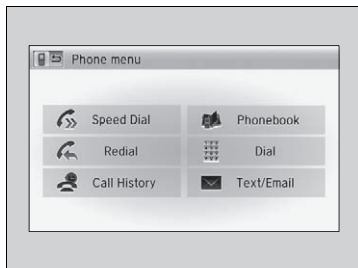 Phone menu
Speed Dial
Phonebook
Redial
Dial
Call History
Text/Email